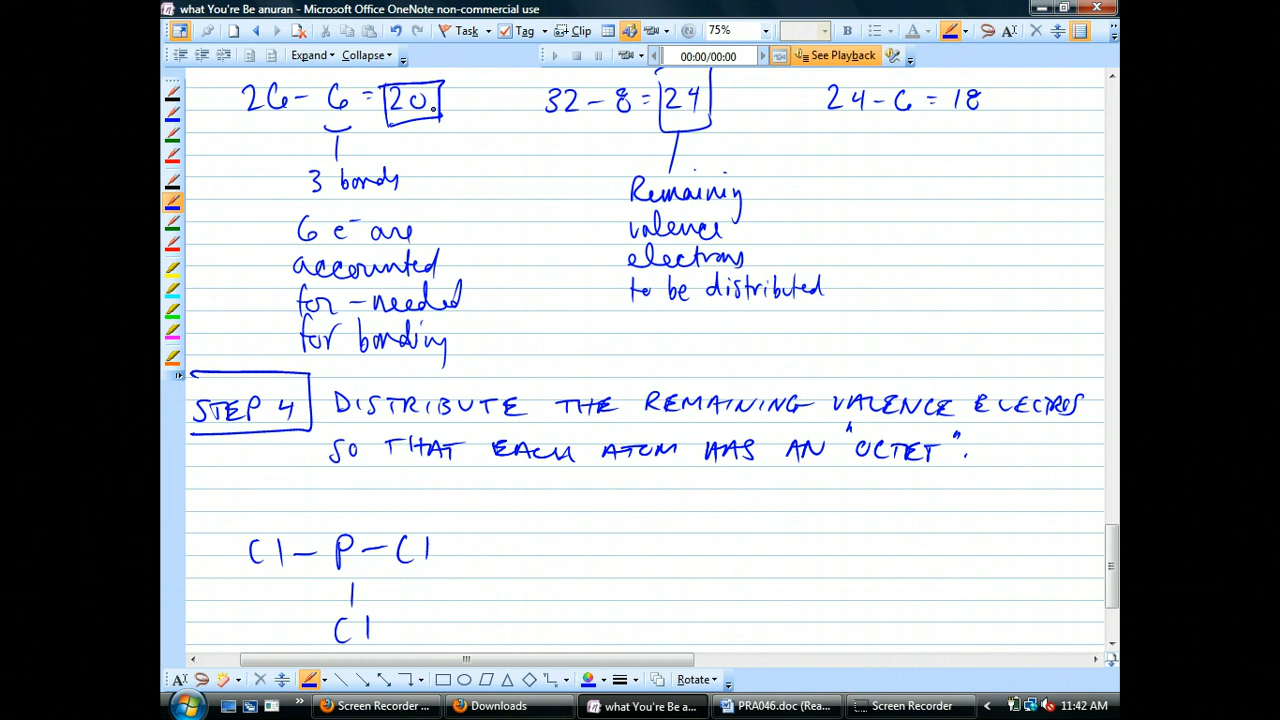 what You're Be anuran - Microsoft Office OneNote non-commercial use
Task Tag Clip 75%
Expand Collapse 00:00/00:00 See Playback
26 - 6 = 20. 32 - 8 = 24 24 - 6 = 18
3 bonds
6 e- are
accounted
for - needed
for bonding
Remaining
valence
electrons
to be distributed
STEP 4 DISTRIBUTE THE REMAINING VALENCE ELECTROS
SO THAT EACH ATOM HAS AN "OCTET".
Cl - P - Cl
|
Cl
Rotate
Screen Recorder ... Downloads what You're Be a... PRA046.doc (Rea... Screen Recorder 11:42 AM